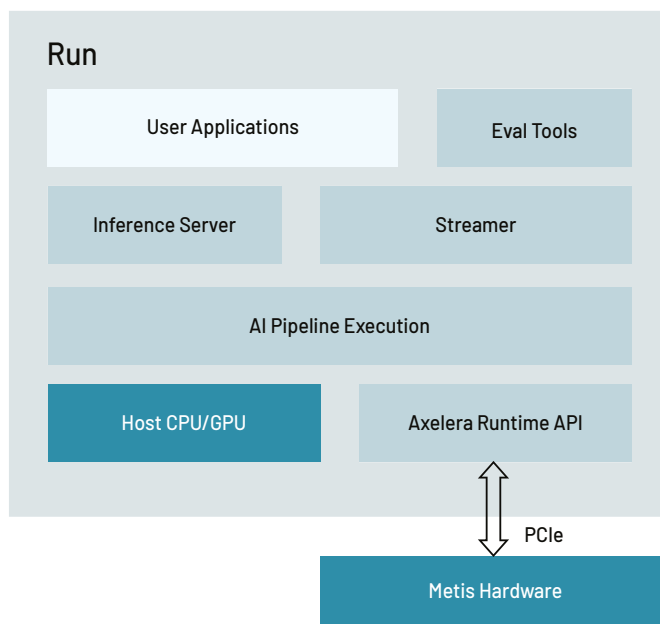 Run
User Applications
Eval Tools
Inference Server
Streamer
AI Pipeline Execution
Host CPU/GPU
Axelera Runtime API
PCIe
Metis Hardware